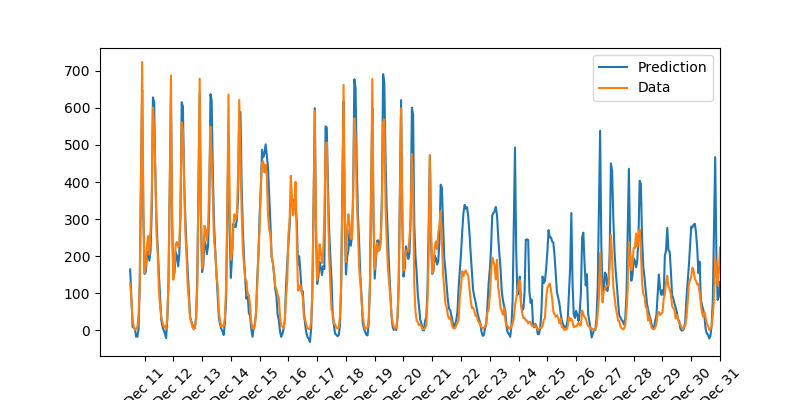 700
600
500
400
300
200
100
0
Prediction
Data
Dec 11
Dec 12
Dec 13
Dec 14
Dec 15
Dec 16
Dec 17
Dec 18
Dec 19
Dec 20
Dec 21
Dec 22
Dec 23
Dec 24
Dec 25
Dec 26
Dec 27
Dec 28
Dec 29
Dec 30
Dec 31